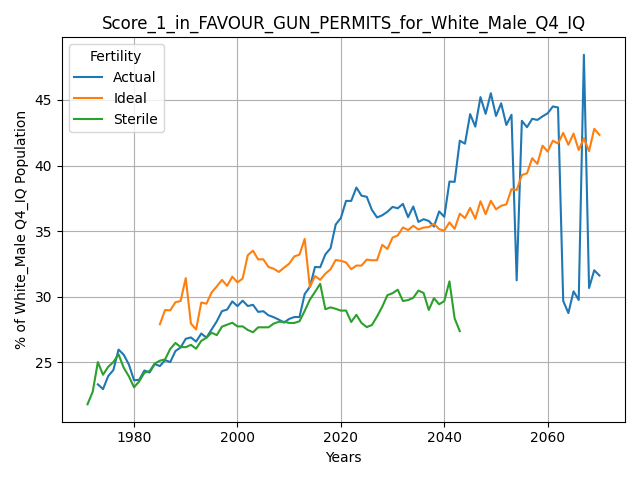 Score_1_in_FAVOUR_GUN_PERMITS_for_White_Male_Q4_IQ
Fertility
Actual
Ideal
Sterile
% of White_Male Q4_IQ Population
45
40
35
30
25
1980
2000
2020
2040
2060
Years